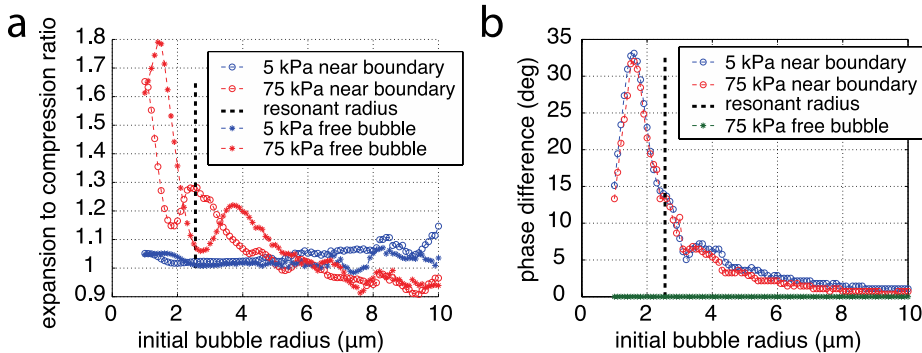 a
1.8
1.7
1.6
1.5
1.4
1.3
1.2
1.1
1
0.9
expansion to compression ratio
5 kPa near boundary
75 kPa near boundary
resonant radius
5 kPa free bubble
75 kPa free bubble
0 2 4 6 8 10
initial bubble radius (μm)
b
35
30
25
20
15
10
5
0
phase difference (deg)
5 kPa near boundary
75 kPa near boundary
resonant radius
75 kPa free bubble
0 2 4 6 8 10
initial bubble radius (μm)